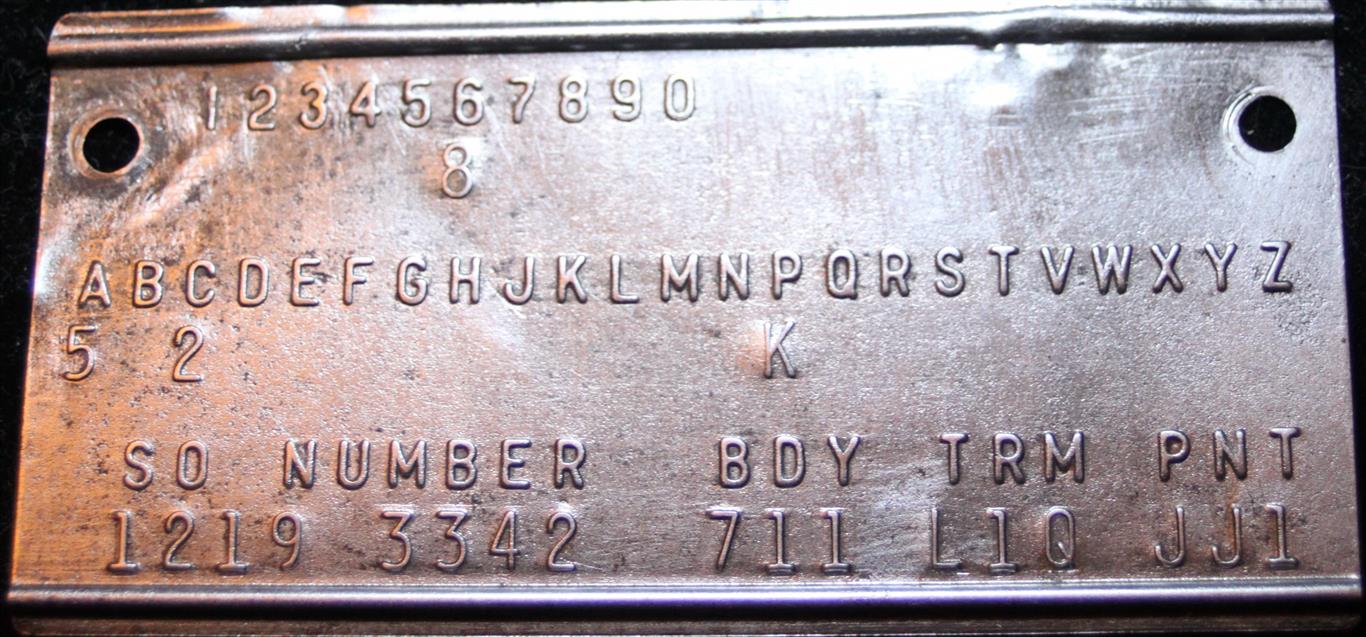 1234567890
8
ABCDEFGHJKLMNPQRSTVWXYZ
5 2 K
SO NUMBER BDY TRM PNT
1219 3342 711 L1Q JJ1